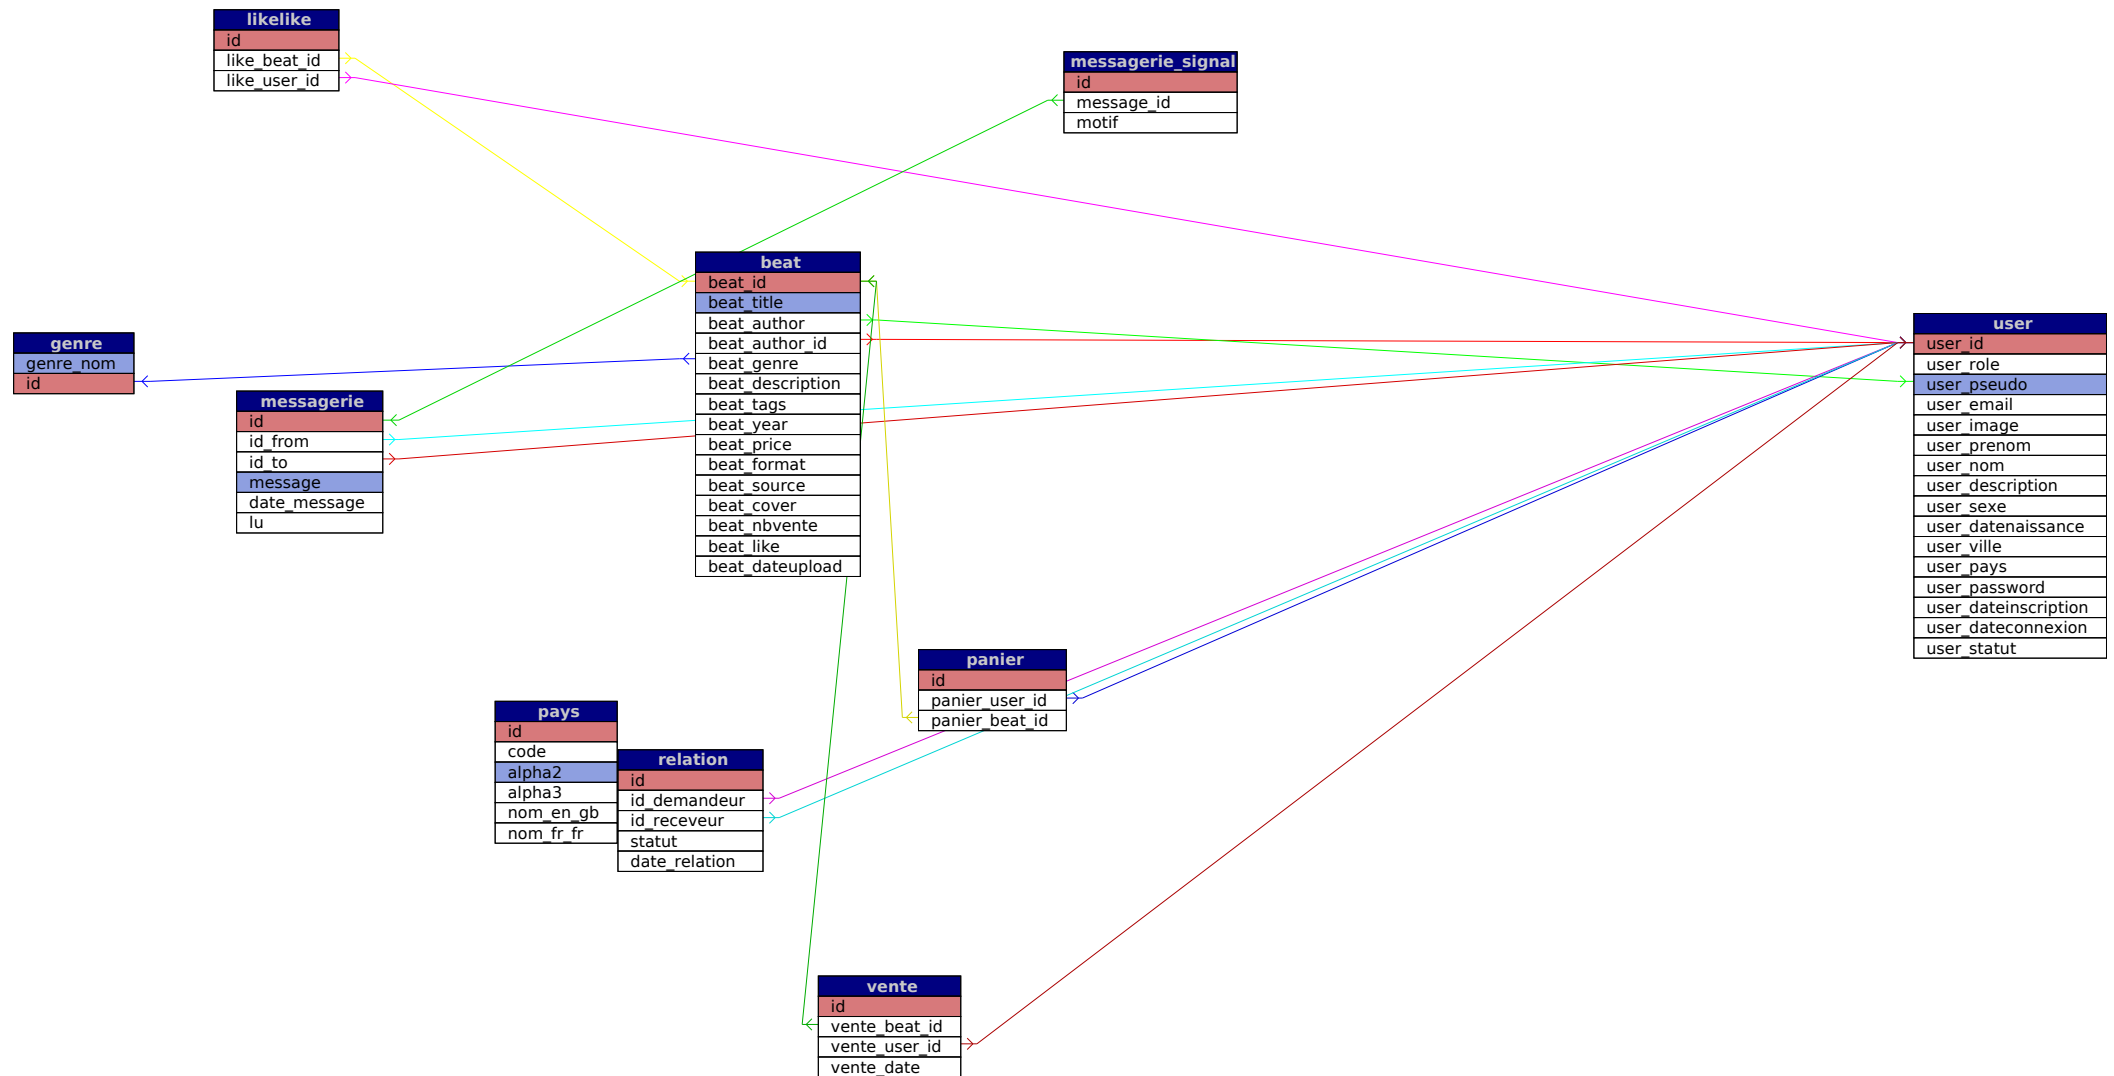 likelike
id
like_beat_id
like_user_id
messagerie_signal
id
message_id
motif
beat
beat_id
beat_title
beat_author
beat_author_id
beat_genre
beat_description
beat_tags
beat_year
beat_price
beat_format
beat_source
beat_cover
beat_nbvente
beat_like
beat_dateupload
user
user_id
user_role
user_pseudo
user_email
user_image
user_prenom
user_nom
user_description
user_sexe
user_datenaissance
user_ville
user_pays
user_password
user_dateinscription
user_dateconnexion
user_statut
genre
genre_nom
id
messagerie
id
id_from
id_to
message
date_message
lu
panier
id
panier_user_id
panier_beat_id
pays
id
code
alpha2
alpha3
nom_en_gb
nom_fr_fr
relation
id
id_demandeur
id_receveur
statut
date_relation
vente
id
vente_beat_id
vente_user_id
vente_date